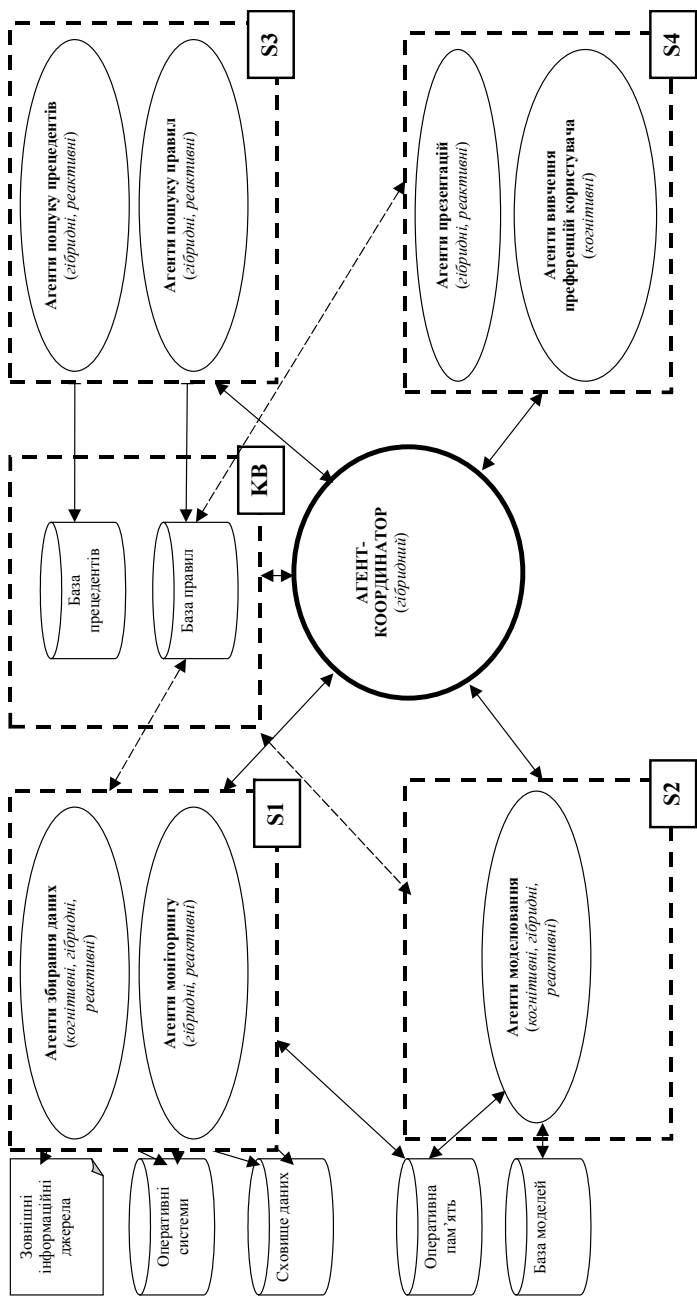 Зовнішні
інформаційні
джерела
Оперативні
системи
Сховище даних
Оперативна
пам’ять
База моделей
Агенти збирання даних
(когнітивні, гібридні,
реактивні)
Агенти моніторингу
(гібридні, реактивні)
S1
Агенти моделювання
(когнітивні, гібридні,
реактивні)
S2
База
прецедентів
База правил
KB
АГЕНТ-
КООРДИНАТОР
(гібридний)
Агенти пошуку прецедентів
(гібридні, реактивні)
Агенти пошуку правил
(гібридні, реактивні)
S3
Агенти презентацій
(гібридні, реактивні)
Агенти вивчення
преференцій користувача
(когнітивні)
S4